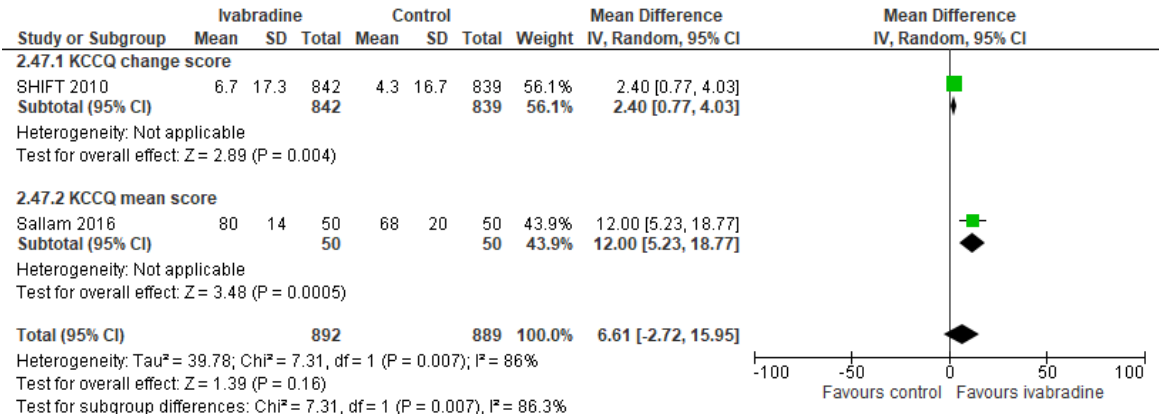 Ivabradine Control Mean Difference Mean Difference
Study or Subgroup Mean SD Total Mean SD Total Weight IV, Random, 95% CI IV, Random, 95% CI
2.47.1 KCCQ change score
SHIFT 2010 6.7 17.3 842 4.3 16.7 839 56.1% 2.40 [0.77, 4.03]
Subtotal (95% CI) 842 839 56.1% 2.40 [0.77, 4.03]
Heterogeneity: Not applicable
Test for overall effect: Z = 2.89 (P = 0.004)
2.47.2 KCCQ mean score
Sallam 2016 80 14 50 68 20 50 43.9% 12.00 [5.23, 18.77]
Subtotal (95% CI) 50 50 43.9% 12.00 [5.23, 18.77]
Heterogeneity: Not applicable
Test for overall effect: Z = 3.48 (P = 0.0005)
Total (95% CI) 892 889 100.0% 6.61 [-2.72, 15.95]
Heterogeneity: Tau² = 39.78; Chi² = 7.31, df = 1 (P = 0.007); I² = 86%
Test for overall effect: Z = 1.39 (P = 0.16)
Test for subgroup differences: Chi² = 7.31, df = 1 (P = 0.007), I² = 86.3%
-100 -50 0 50 100
Favours control Favours ivabradine